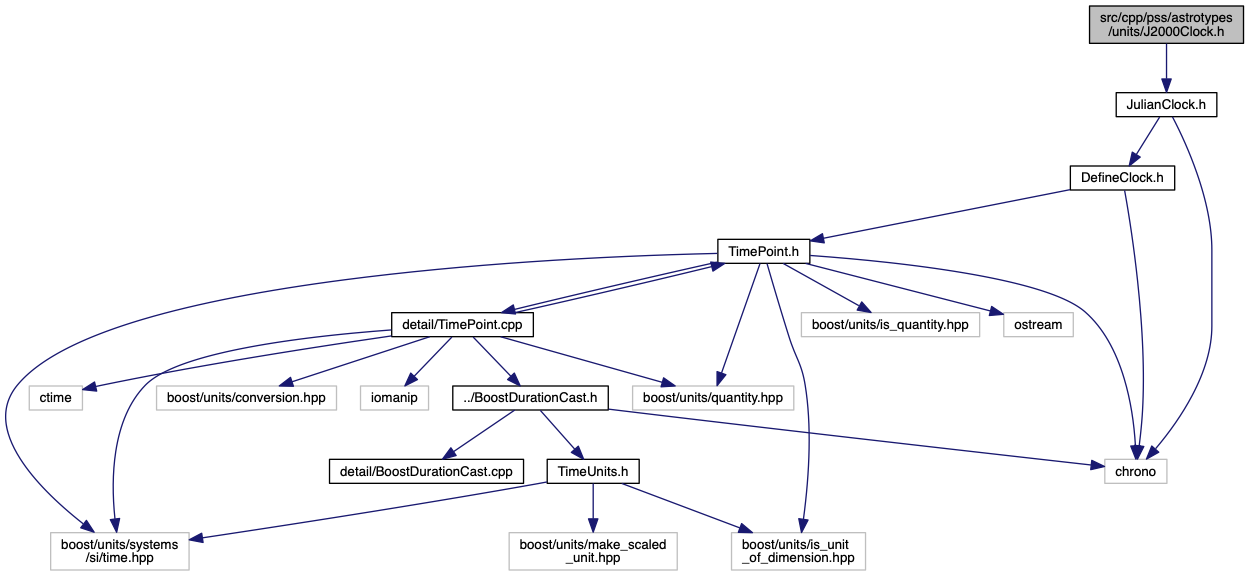 src/cpp/pss/astrotypes
/units/J2000Clock.h
JulianClock.h
DefineClock.h
TimePoint.h
detail/TimePoint.cpp
boost/units/is_quantity.hpp
ostream
ctime
boost/units/conversion.hpp
iomanip
../BoostDurationCast.h
boost/units/quantity.hpp
detail/BoostDurationCast.cpp
TimeUnits.h
chrono
boost/units/systems
/si/time.hpp
boost/units/make_scaled
_unit.hpp
boost/units/is_unit
_of_dimension.hpp